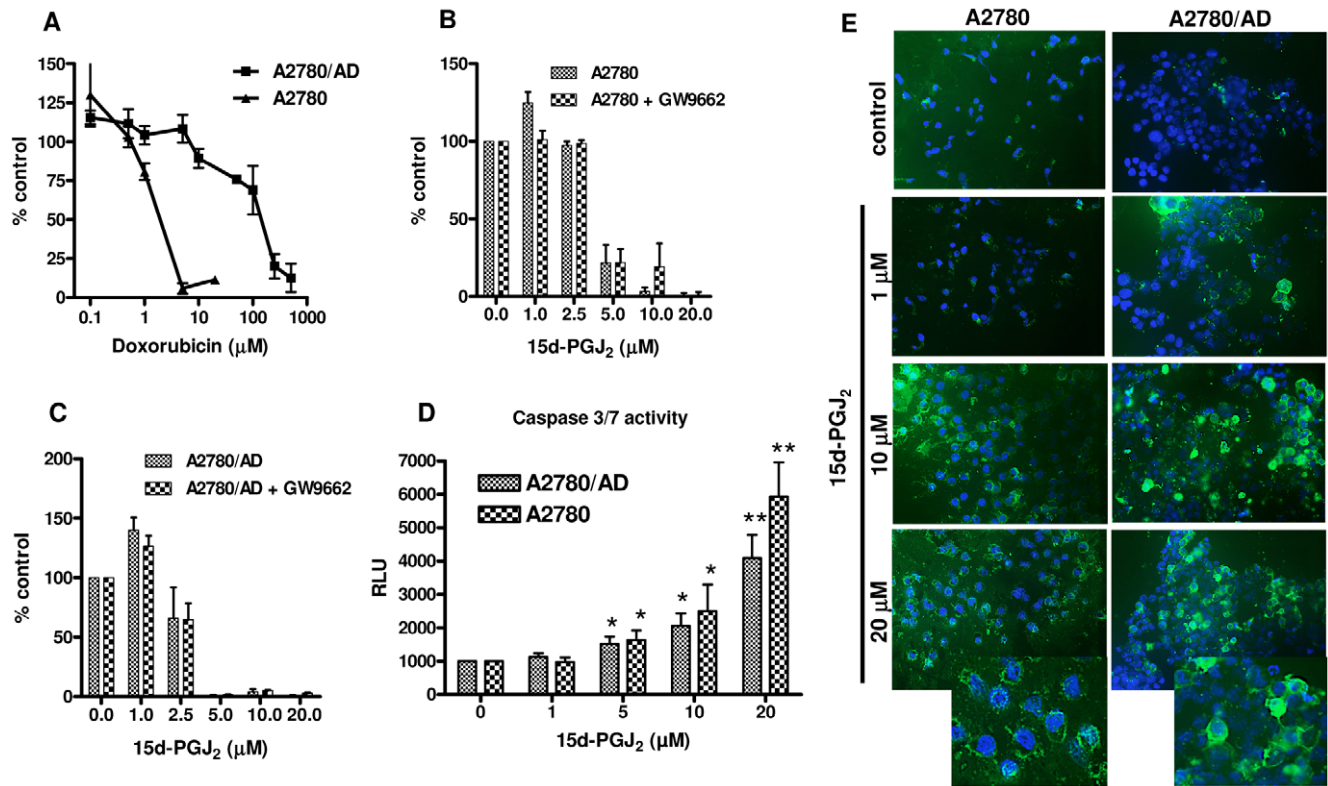 A
150
125
100
75
50
25
0
% control
A2780/AD
A2780
0.1 1 10 100 1000
Doxorubicin (µM)
B
150
100
50
0
% control
A2780
A2780 + GW9662
0.0 1.0 2.5 5.0 10.0 20.0
15d-PGJ₂ (µM)
C
200
150
100
50
0
% control
A2780/AD
A2780/AD + GW9662
0.0 1.0 2.5 5.0 10.0 20.0
15d-PGJ₂ (µM)
D
Caspase 3/7 activity
7000
6000
5000
4000
3000
2000
1000
0
RLU
A2780/AD
A2780
* * * * ** **
0 1 5 10 20
15d-PGJ₂ (µM)
E
A2780 A2780/AD
control
15d-PGJ₂
1 µM
10 µM
20 µM